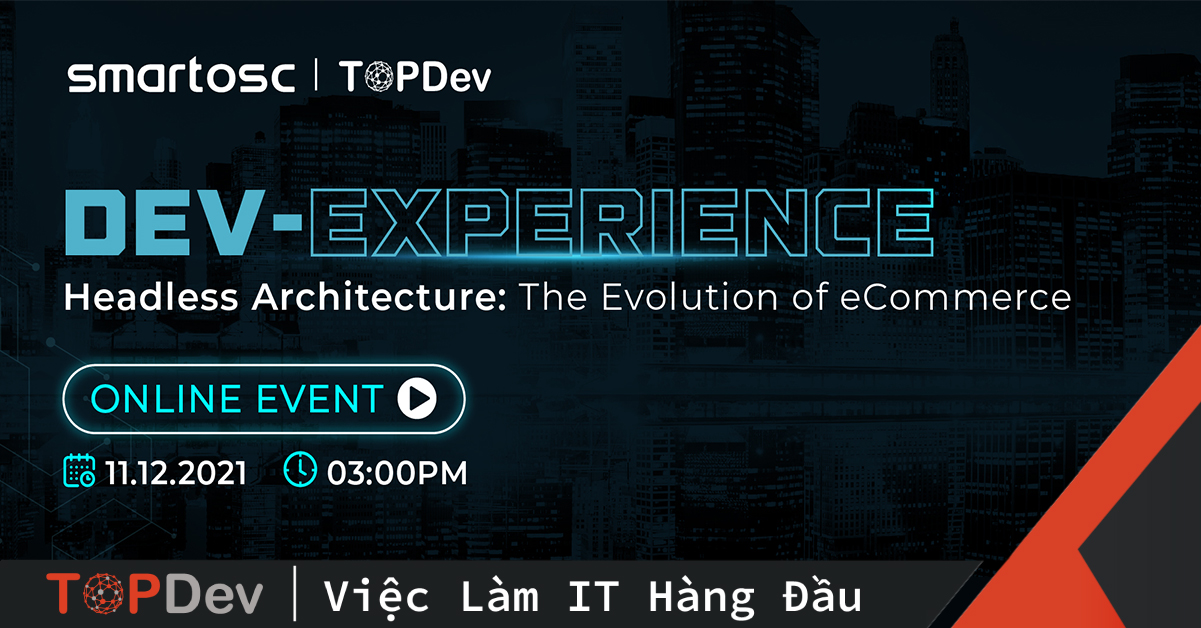 smartosc | TOPDev
DEV-EXPERIENCE
Headless Architecture: The Evolution of eCommerce
ONLINE EVENT
11.12.2021 03:00PM
TOPDev | Việc Làm IT Hàng Đầu